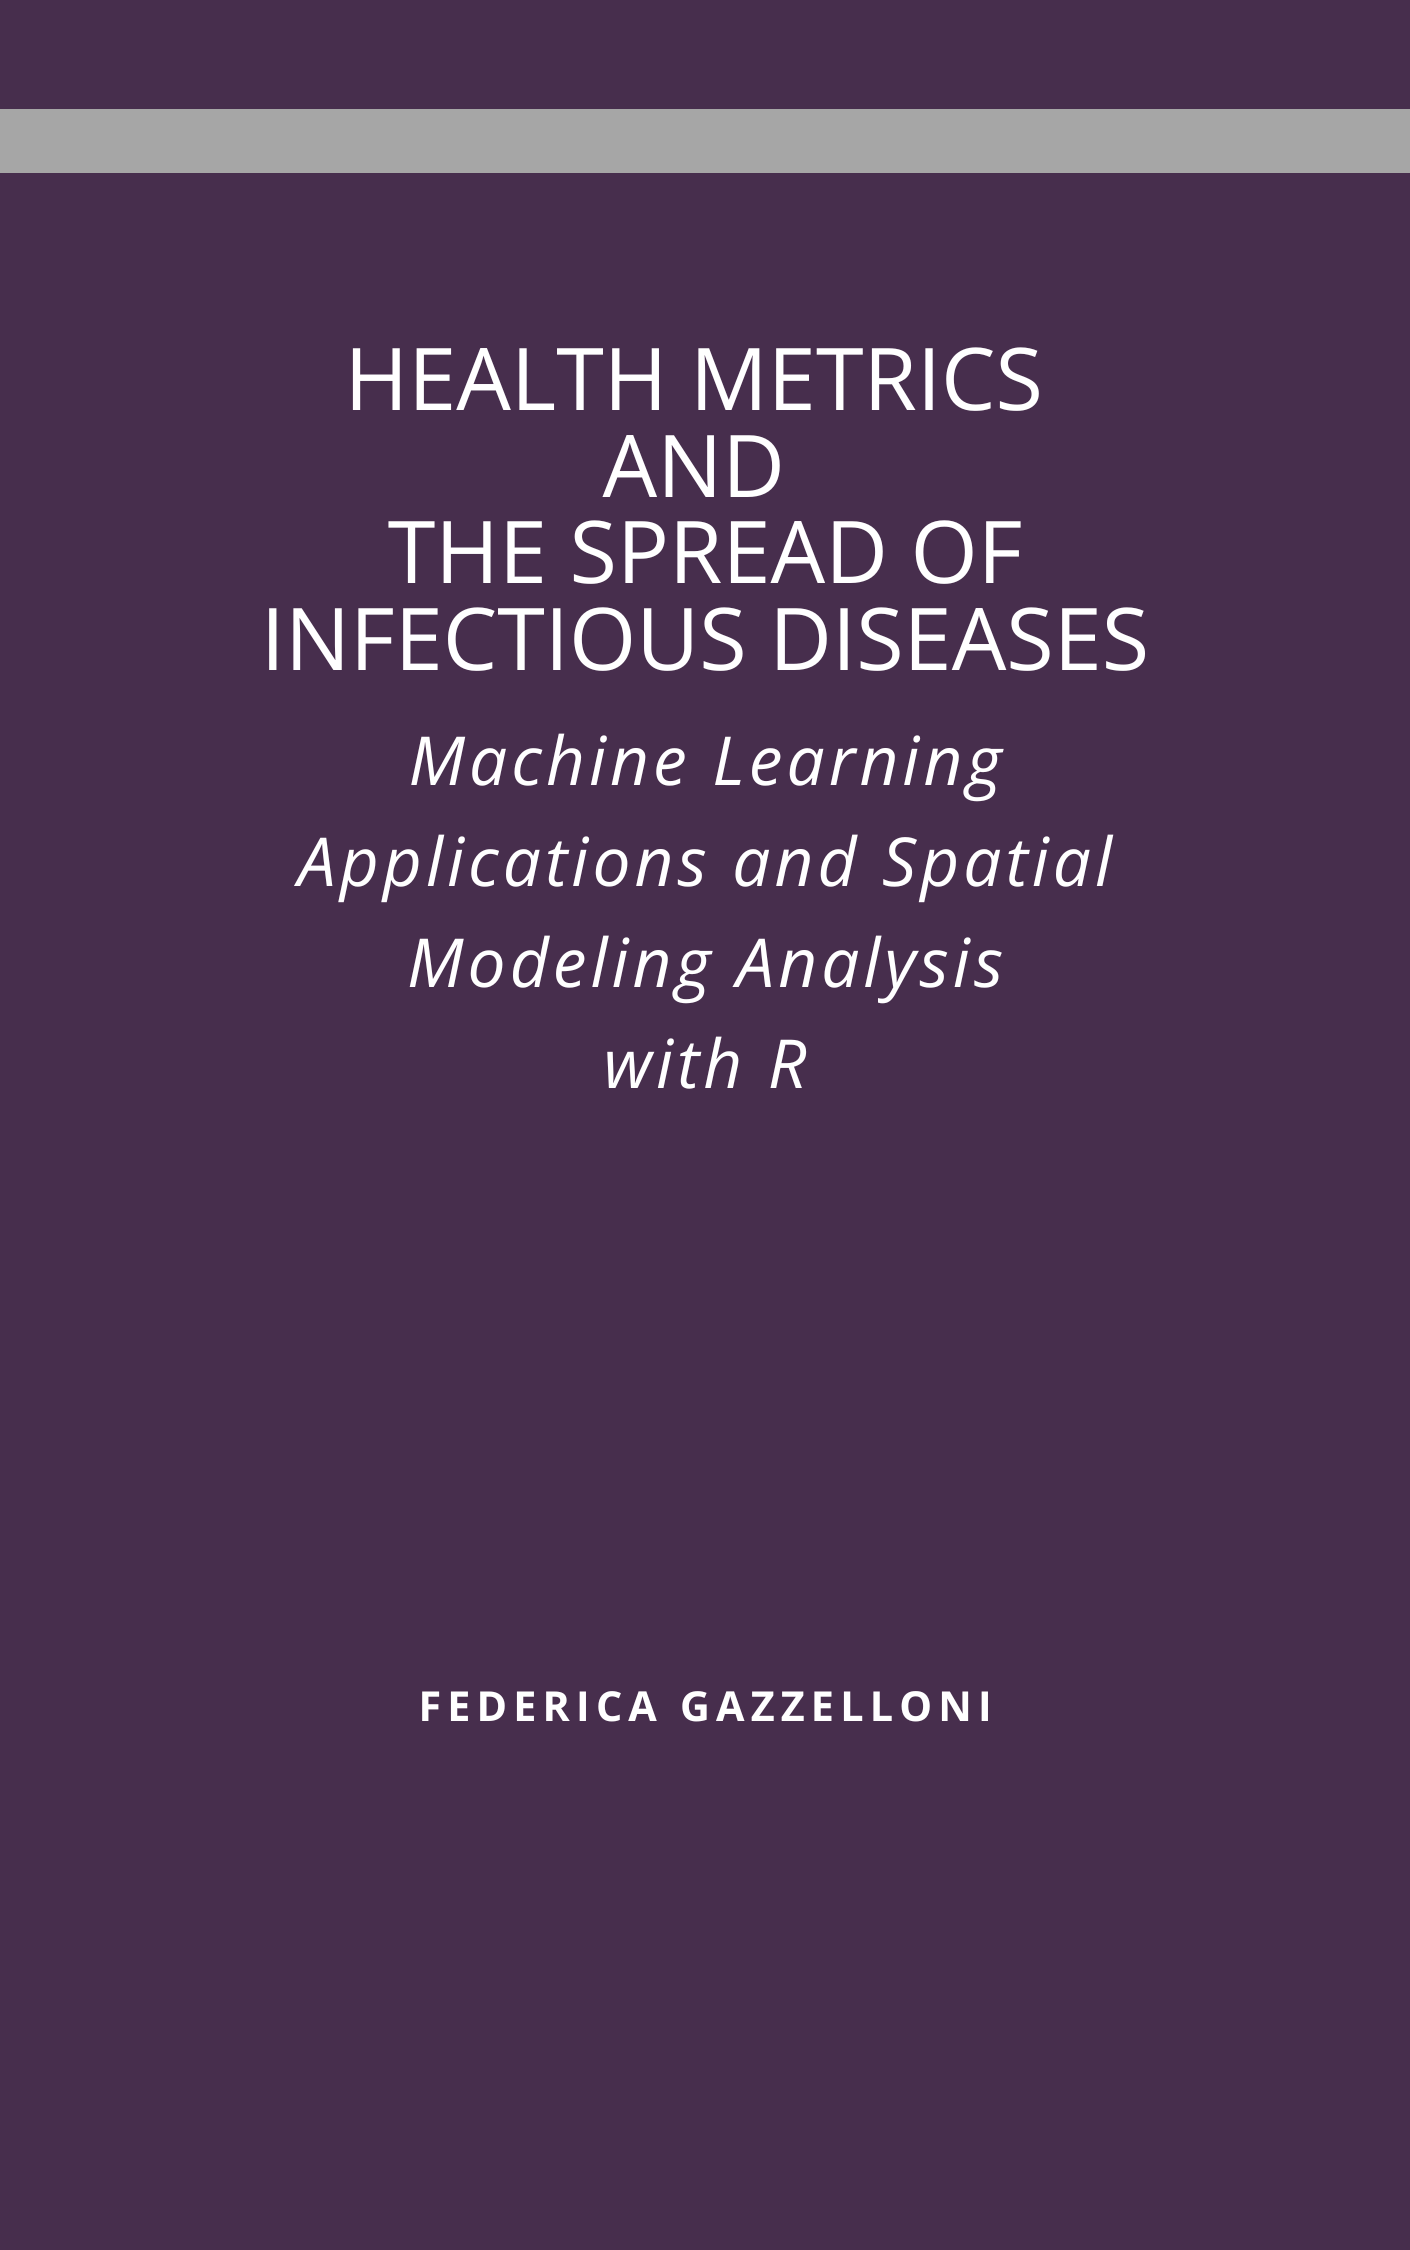 HEALTH METRICS
AND
THE SPREAD OF
INFECTIOUS DISEASES
Machine Learning
Applications and Spatial
Modeling Analysis
with R
FEDERICA GAZZELLONI